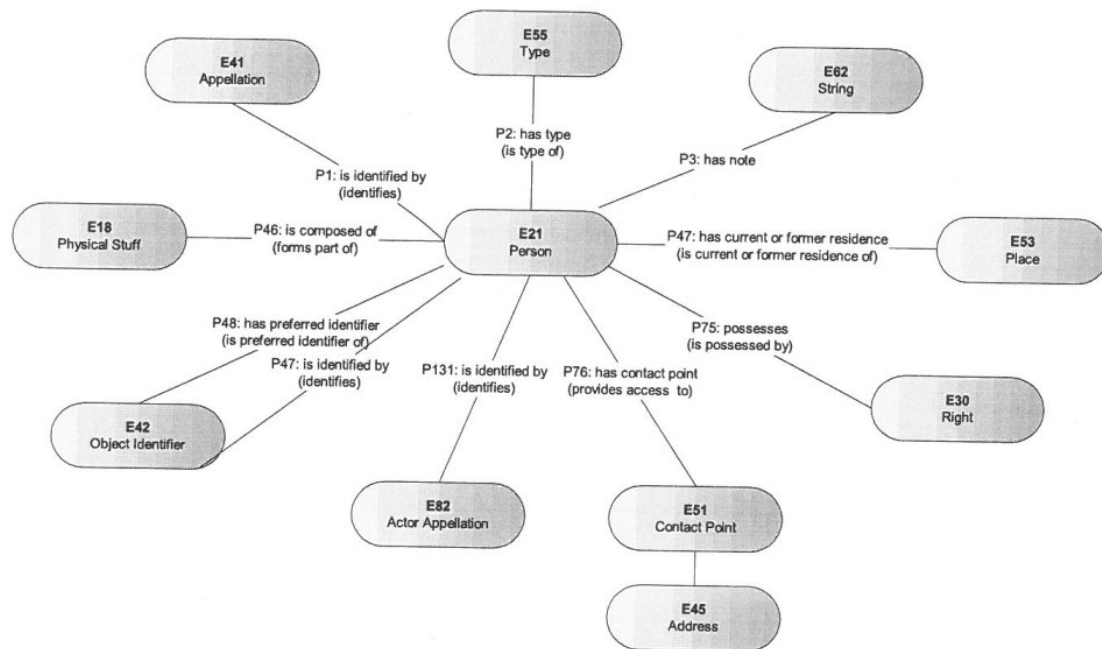 E55
Type
E41
Appellation
E62
String
P2: has type
(is type of)
P3: has note
P1: is identified by
(identifies)
E18
Physical Stuff
P46: is composed of
(forms part of)
E21
Person
P47: has current or former residence
(is current or former residence of)
E53
Place
P48: has preferred identifier
(is preferred identifier of)
P47: is identified by
(identifies)
P131: is identified by
(identifies)
P76: has contact point
(provides access to)
P75: possesses
(is possessed by)
E42
Object Identifier
E30
Right
E82
Actor Appellation
E51
Contact Point
E45
Address